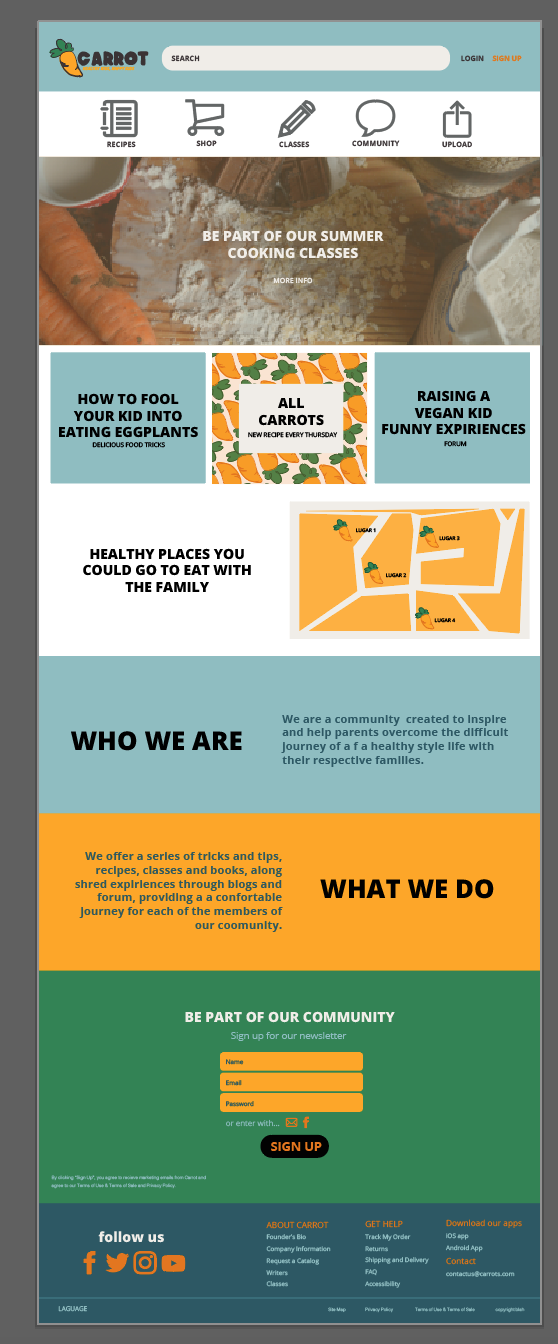 CARROT
SEARCH
LOGIN SIGN UP
RECIPES SHOP CLASSES COMMUNITY UPLOAD
BE PART OF OUR SUMMER
COOKING CLASSES
MORE INFO
HOW TO FOOL
YOUR KID INTO
EATING EGGPLANTS
DELICIOUS FOOD TRICKS
ALL
CARROTS
NEW RECIPE EVERY THURSDAY
RAISING A
VEGAN KID
FUNNY EXPIRIENCES
FORUM
HEALTHY PLACES YOU
COULD GO TO EAT WITH
THE FAMILY
LUGAR 1
LUGAR 3
LUGAR 2
LUGAR 4
WHO WE ARE
We are a community created to inspire
and help parents overcome the difficult
journey of a f a healthy style life with
their respective families.
We offer a series of tricks and tips,
recipes, classes and books, along
shred expiriences through blogs and
forum, providing a a confortable
journey for each of the members of
our coomunity.
WHAT WE DO
BE PART OF OUR COMMUNITY
Sign up for our newsletter
Name
Email
Password
or enter with...
SIGN UP
By clicking "Sign Up", you agree to receive marketing emails from Carrot and
agree to our Terms of Use & Terms of Sale and Privacy Policy.
follow us
ABOUT CARROT
Founder's Bio
Company Information
Request a Catalog
Writers
Classes
GET HELP
Track My Order
Returns
Shipping and Delivery
FAQ
Accessibility
Download our apps
iOS app
Android App
Contact
contactus@carrots.com
LAGUAGE
Site Map Privacy Policy Terms of Use & Terms of Sale